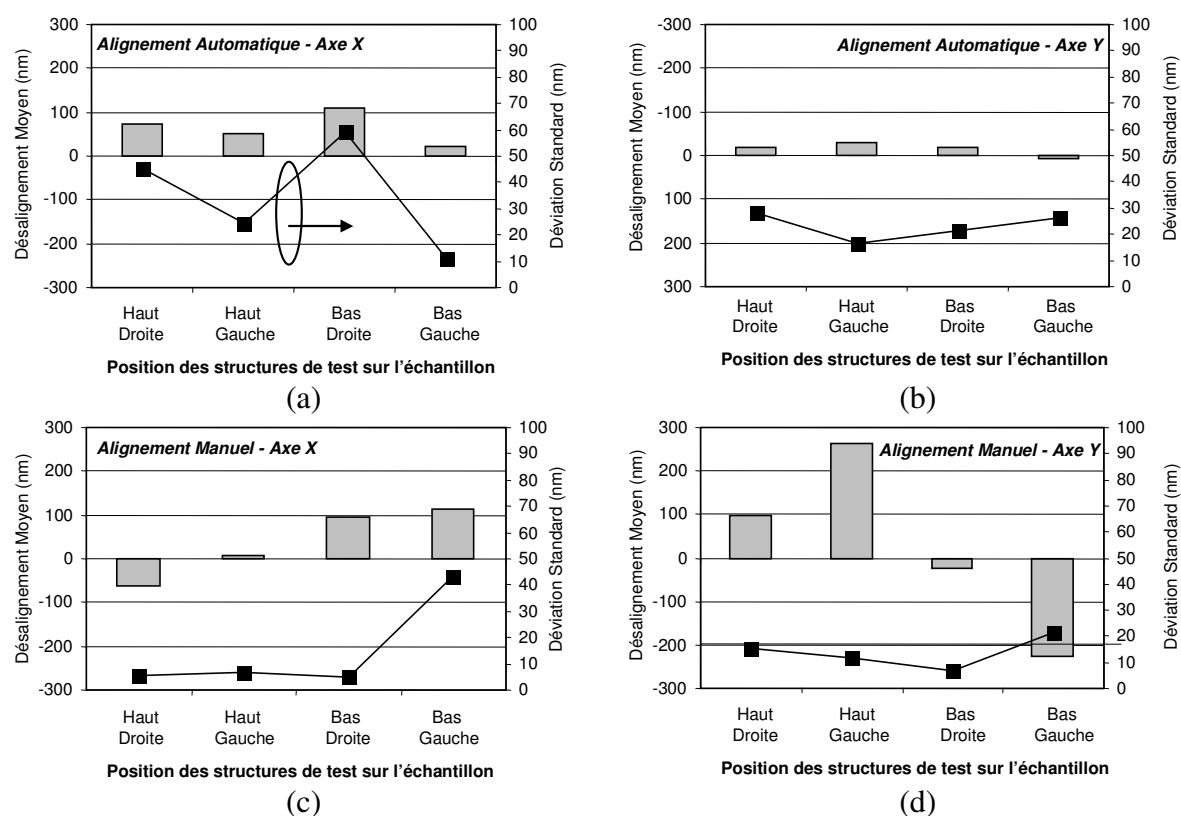 Alignement Automatique - Axe X
Désalignement Moyen (nm)
300
200
100
0
-100
-200
-300
100
90
80
70
60
50
40
30
20
10
0
Déviation Standard (nm)
Haut Droite
Haut Gauche
Bas Droite
Bas Gauche
Position des structures de test sur l'échantillon
(a)
Alignement Automatique - Axe Y
Désalignement Moyen (nm)
-300
-200
-100
0
100
200
300
100
90
80
70
60
50
40
30
20
10
0
Déviation Standard (nm)
Haut Droite
Haut Gauche
Bas Droite
Bas Gauche
Position des structures de test sur l'échantillon
(b)
Alignement Manuel - Axe X
Désalignement Moyen (nm)
300
200
100
0
-100
-200
-300
100
90
80
70
60
50
40
30
20
10
0
Déviation Standard (nm)
Haut Droite
Haut Gauche
Bas Droite
Bas Gauche
Position des structures de test sur l'échantillon
(c)
Alignement Manuel - Axe Y
Désalignement Moyen (nm)
300
200
100
0
-100
-200
-300
100
90
80
70
60
50
40
30
20
10
0
Déviation Standard (nm)
Haut Droite
Haut Gauche
Bas Droite
Bas Gauche
Position des structures de test sur l'échantillon
(d)